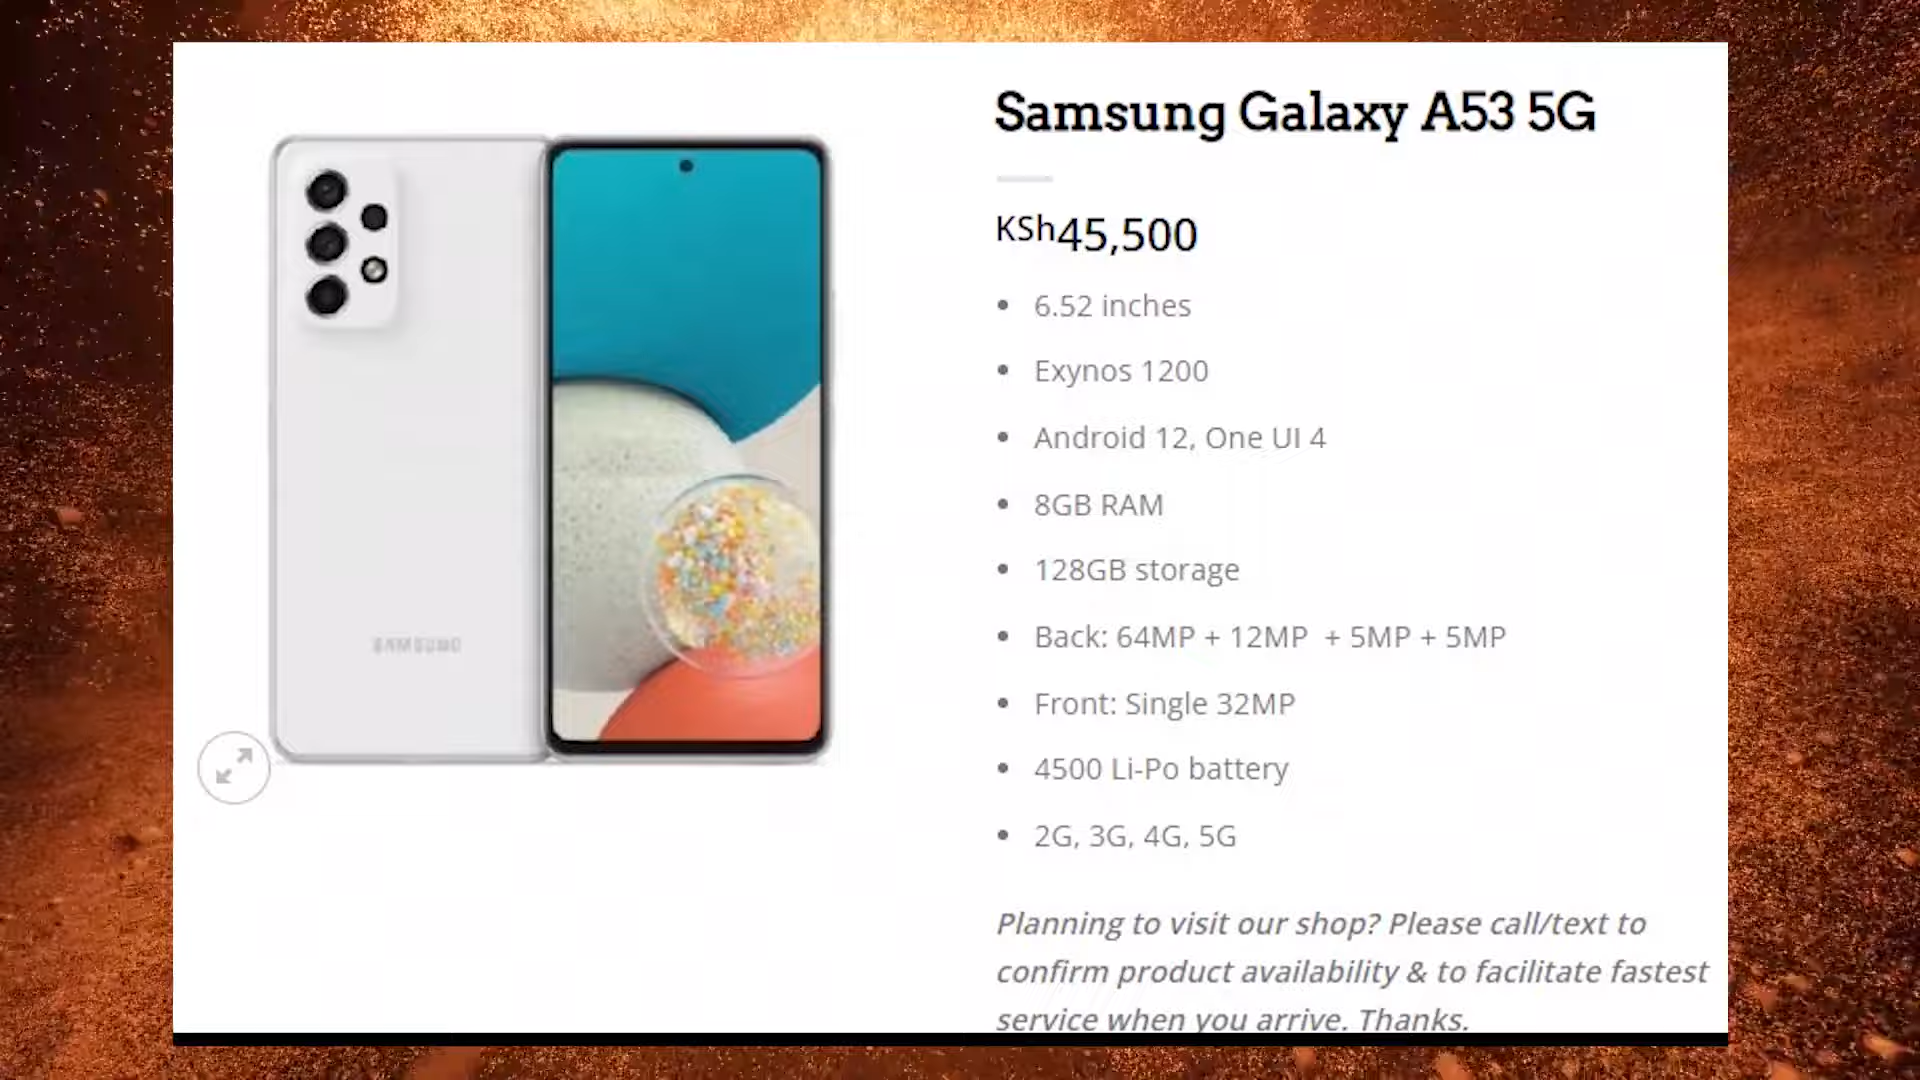 Samsung Galaxy A53 5G
KSh45,500
6.52 inches
Exynos 1200
Android 12, One UI 4
8GB RAM
128GB storage
Back: 64MP + 12MP + 5MP + 5MP
Front: Single 32MP
4500 Li-Po battery
2G, 3G, 4G, 5G
SAMSUNG
Planning to visit our shop? Please call/text to
confirm product availability & to facilitate fastest
service when you arrive. Thanks.